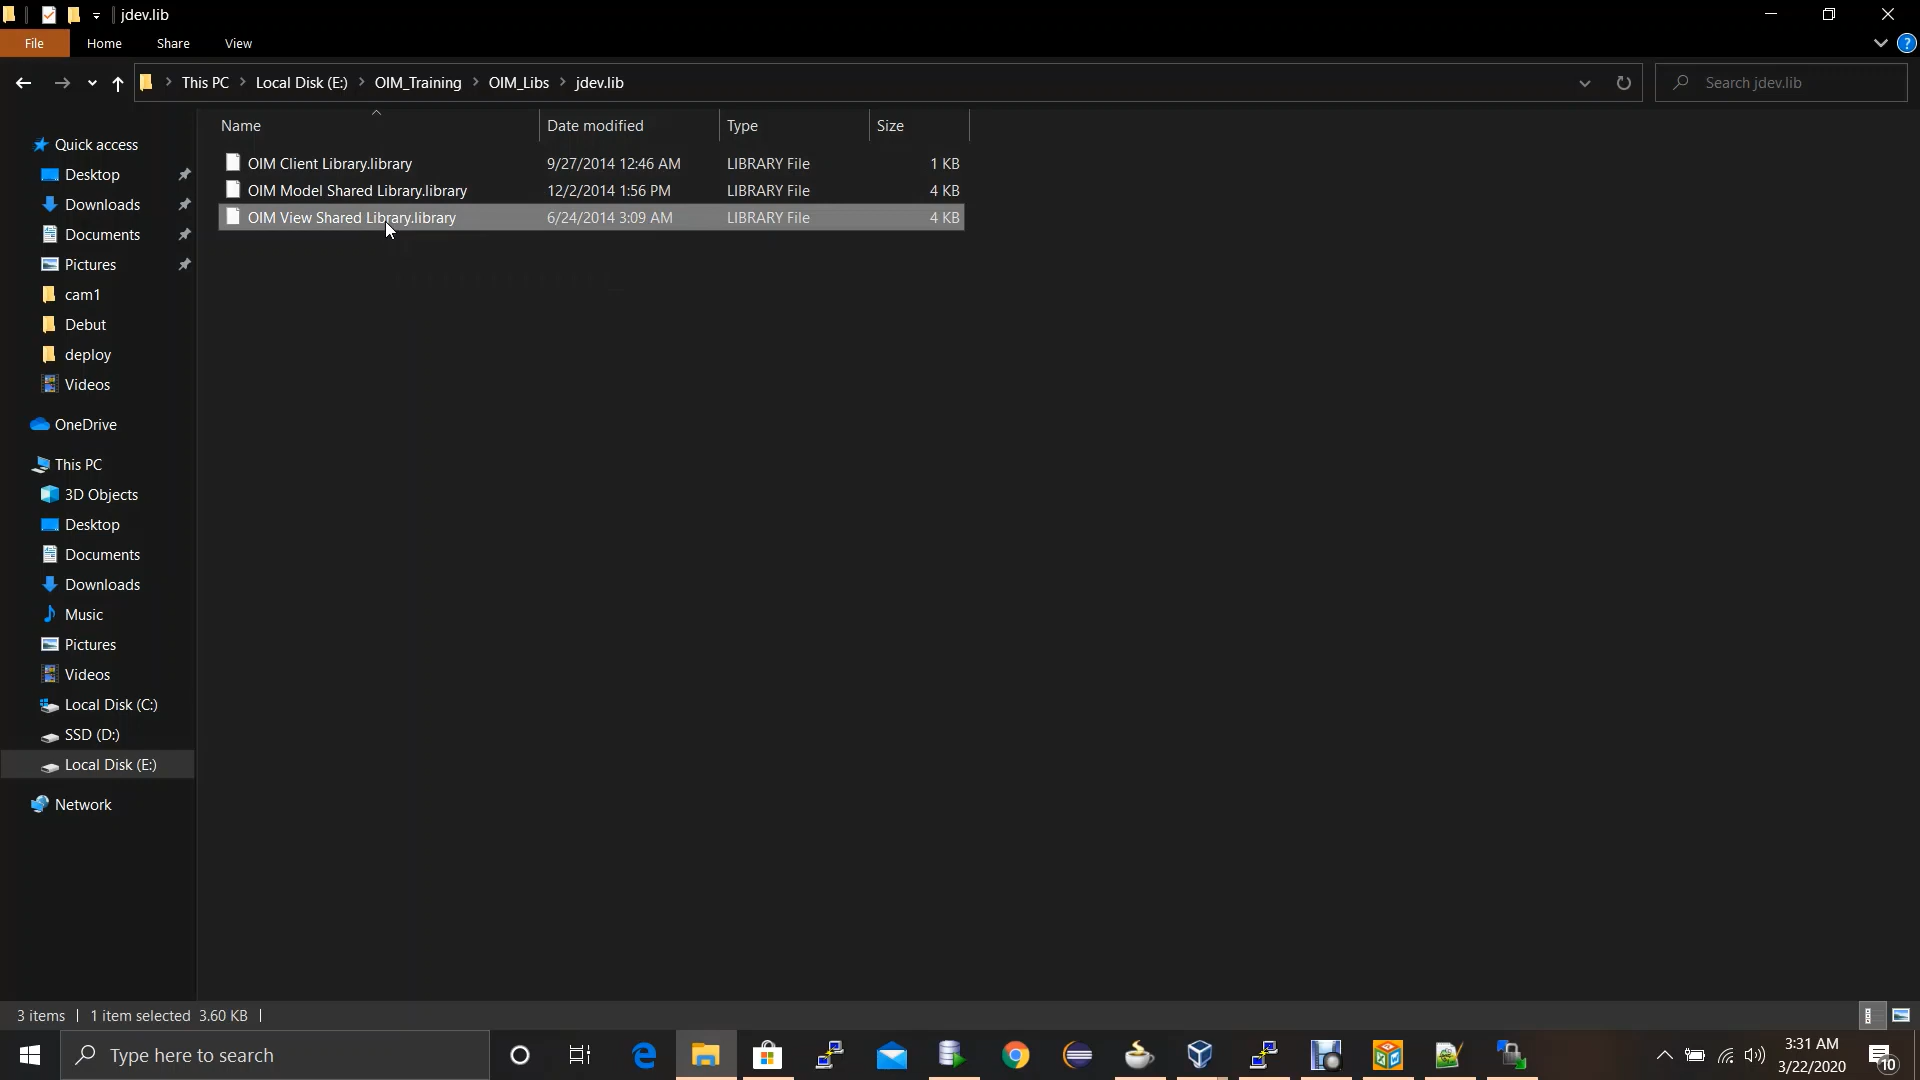 jdev.lib
File Home Share View
This PC Local Disk (E:) OIM_Training OIM_Libs jdev.lib
Search jdev.lib
Name Date modified Type Size
OIM Client Library.library 9/27/2014 12:46 AM LIBRARY File 1 KB
OIM Model Shared Library.library 12/2/2014 1:56 PM LIBRARY File 4 KB
OIM View Shared Library.library 6/24/2014 3:09 AM LIBRARY File 4 KB
Quick access
Desktop
Downloads
Documents
Pictures
cam1
Debut
deploy
Videos
OneDrive
This PC
3D Objects
Desktop
Documents
Downloads
Music
Pictures
Videos
Local Disk (C:)
SSD (D:)
Local Disk (E:)
Network
3 items 1 item selected 3.60 KB
Type here to search
3:31 AM
3/22/2020
10